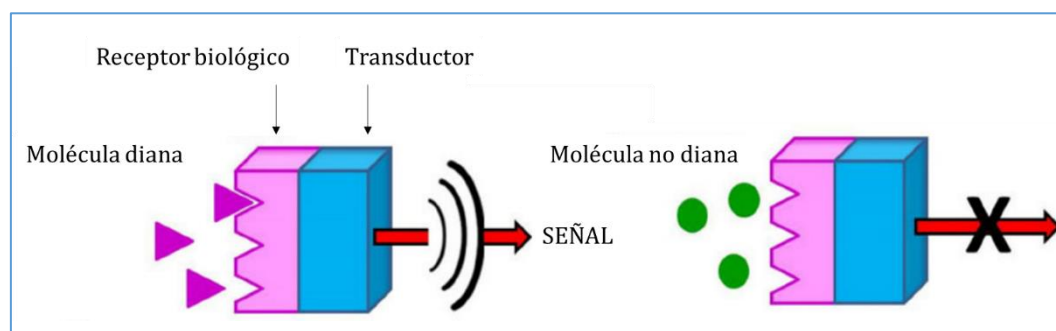 Receptor biológico
Transductor
Molécula diana
Molécula no diana
SEÑAL